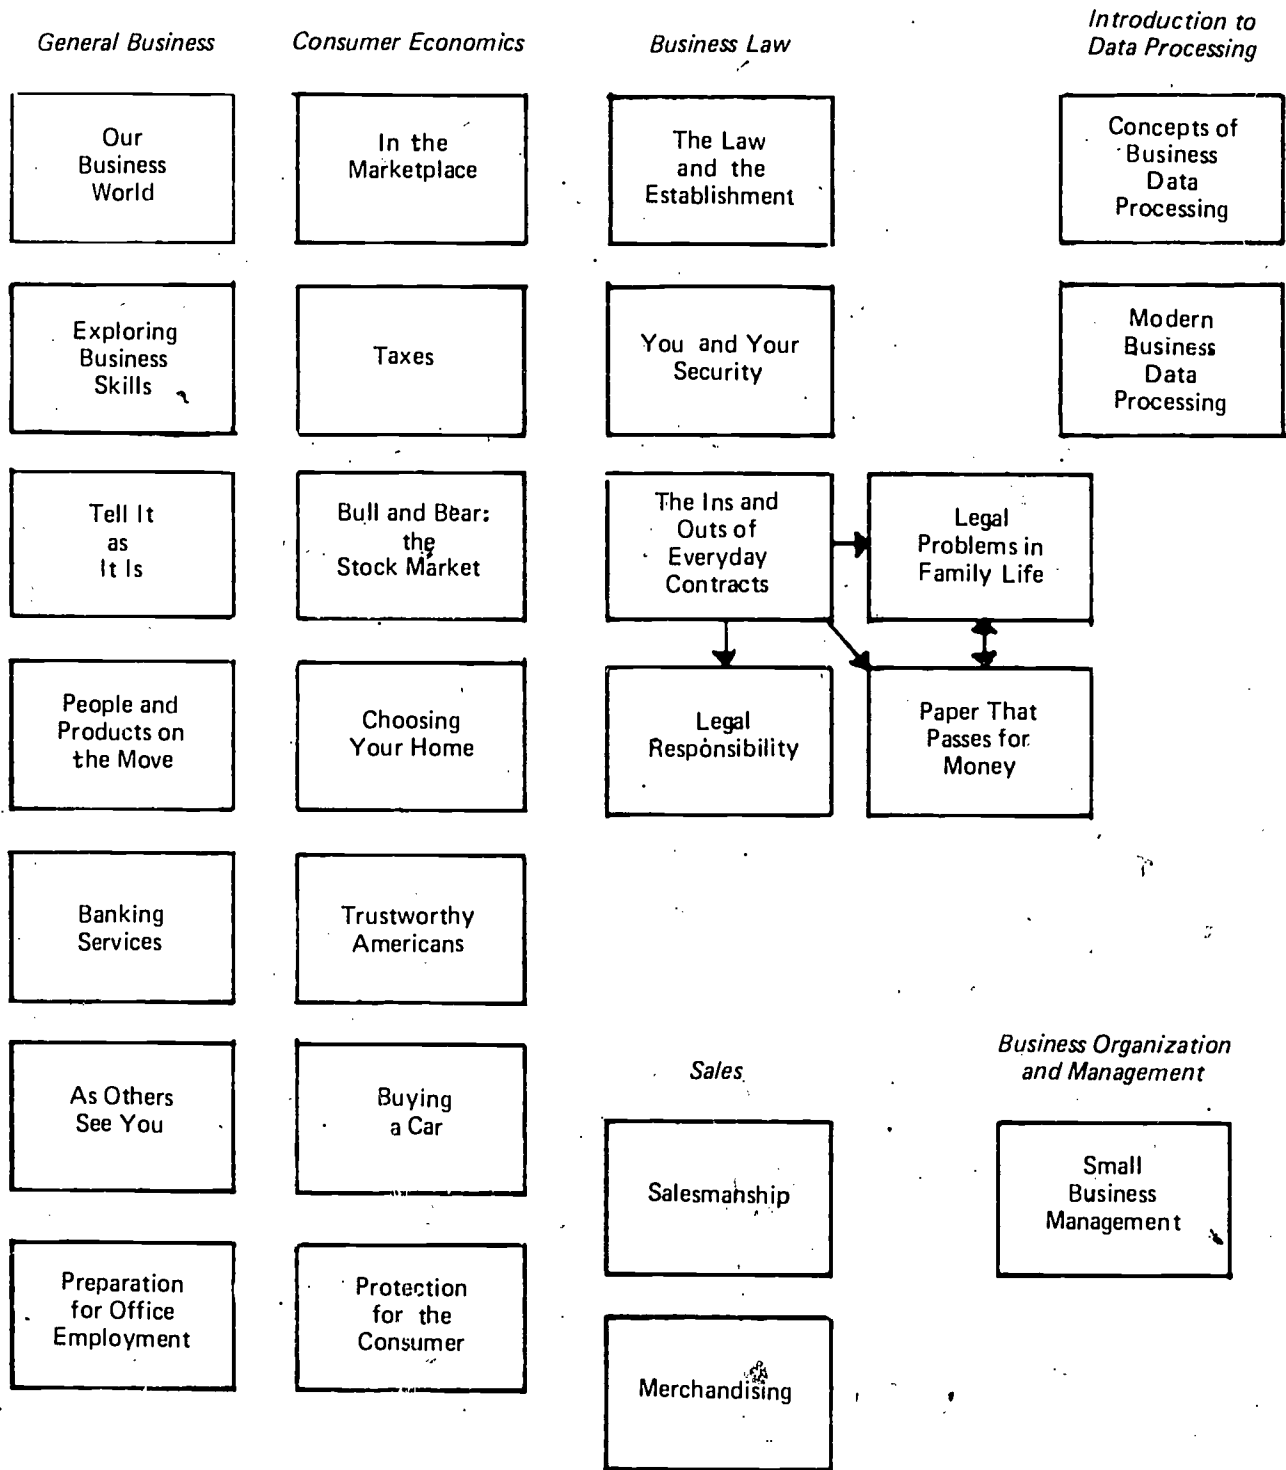 General Business
Our
Business
World
Exploring
Business
Skills
Tell It
as
It Is
People and
Products on
the Move
Banking
Services
As Others
See You
Preparation
for Office
Employment
Consumer Economics
In the
Marketplace
Taxes
Bull and Bear:
the
Stock Market
Choosing
Your Home
Trustworthy
Americans
Buying
a Car
Protection
for the
Consumer
Business Law
The Law
and the
Establishment
You and Your
Security
The Ins and
Outs of
Everyday
Contracts
Legal
Problems in
Family Life
Legal
Responsibility
Paper That
Passes for
Money
Introduction to
Data Processing
Concepts of
Business
Data
Processing
Modern
Business
Data
Processing
Sales
Salesmanship
Merchandising
Business Organization
and Management
Small
Business
Management